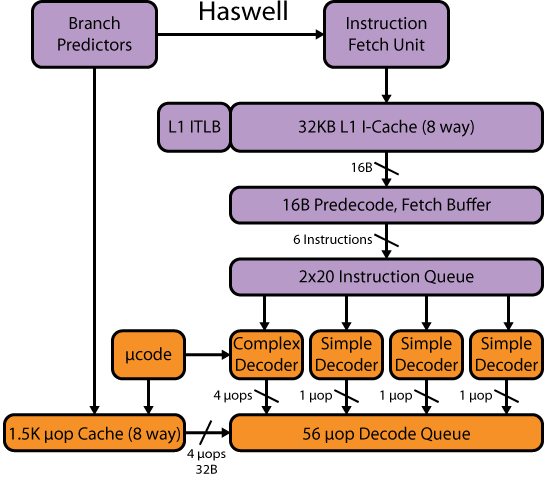 Haswell
Branch
Predictors
Instruction
Fetch Unit
L1 ITLB
32KB L1 I-Cache (8 way)
16B
16B Predecode, Fetch Buffer
6 Instructions
2x20 Instruction Queue
µcode
Complex
Decoder
Simple
Decoder
Simple
Decoder
Simple
Decoder
4 µops
1 µop
1 µop
1 µop
1.5K µop Cache (8 way)
4 µops
32B
56 µop Decode Queue